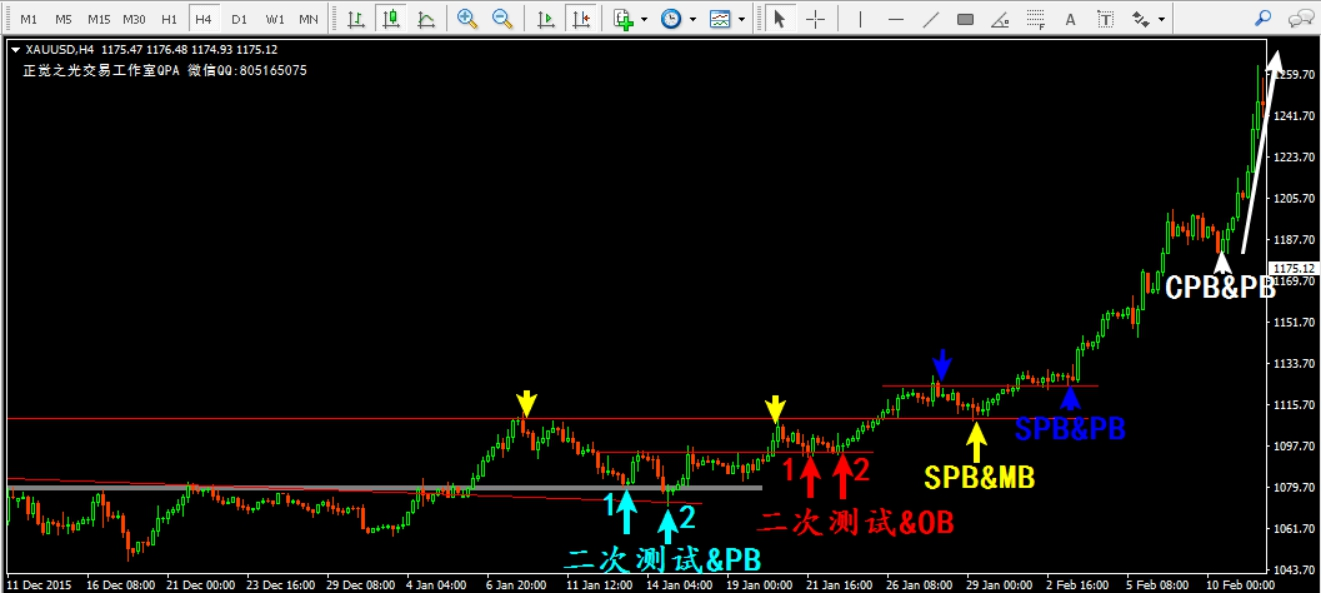 M1 M5 M15 M30 H1 H4 D1 W1 MN F A T
XAUUSD,H4 1175.47 1176.48 1174.93 1175.12
正觉之光交易工作室QPA 微信QQ:805165075
1259.70
1241.70
1223.70
1205.70
1187.70
1175.12
CPB&PB
1169.70
1151.70
1133.70
1115.70
SPB&PB
1097.70
1 2
SPB&MB
1079.70
1 2
二次测试&OB
1061.70
二次测试&PB
1043.70
11 Dec 2015 16 Dec 08:00 21 Dec 00:00 23 Dec 16:00 29 Dec 08:00 4 Jan 04:00 6 Jan 20:00 11 Jan 12:00 14 Jan 04:00 19 Jan 00:00 21 Jan 16:00 26 Jan 08:00 29 Jan 00:00 2 Feb 16:00 5 Feb 08:00 10 Feb 00:00